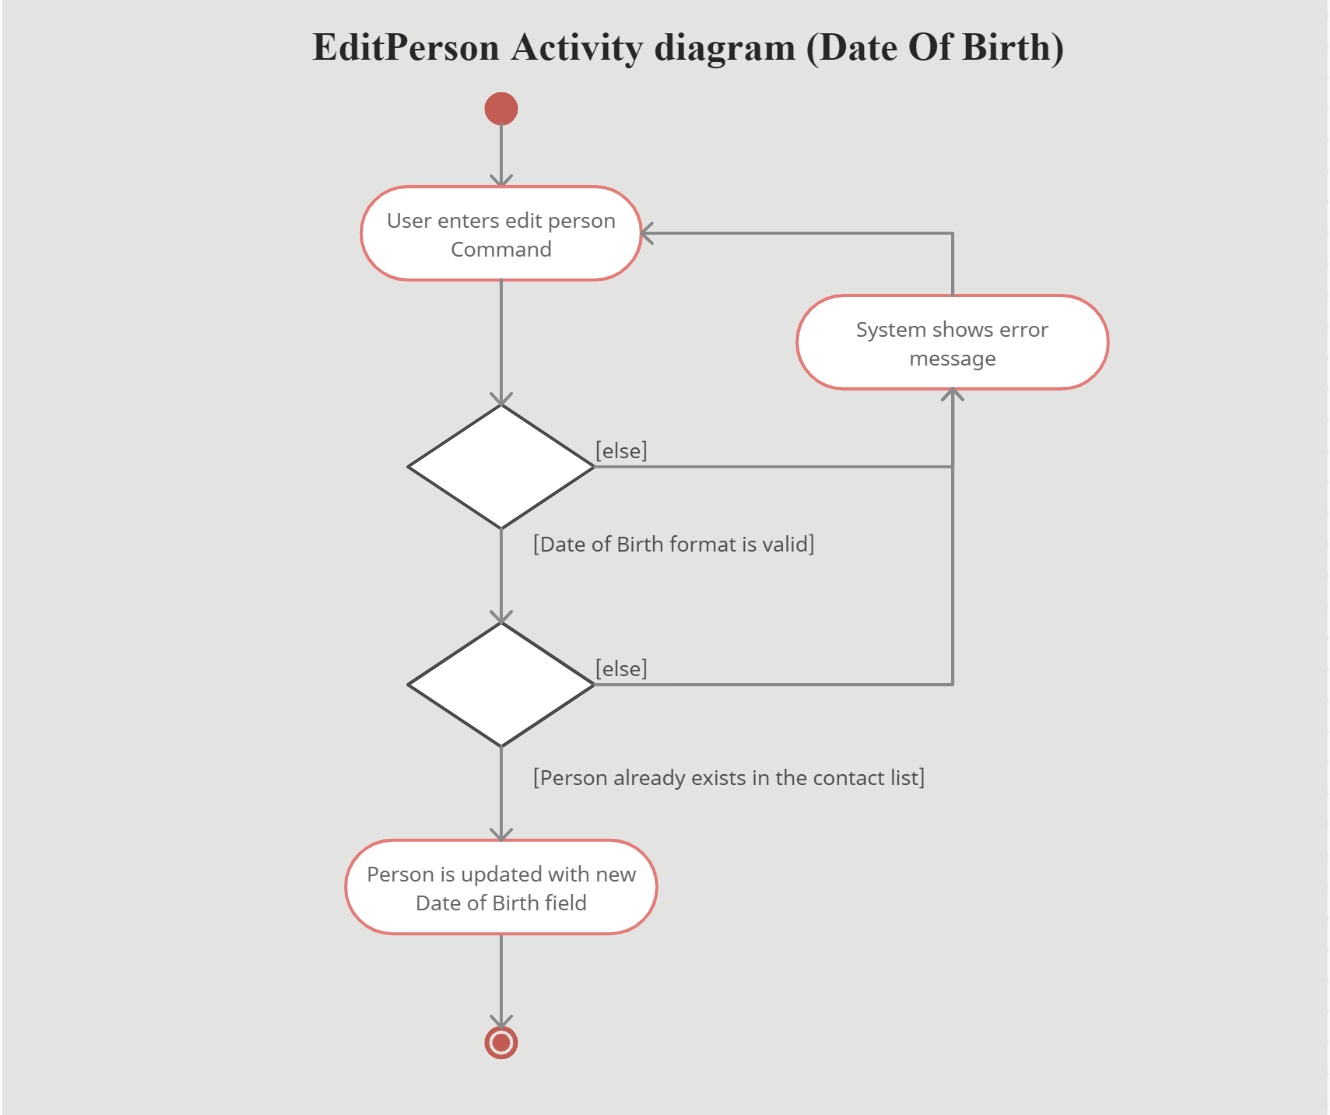 EditPerson Activity diagram (Date Of Birth)
User enters edit person
Command
System shows error
message
[else]
[Date of Birth format is valid]
[else]
[Person already exists in the contact list]
Person is updated with new
Date of Birth field